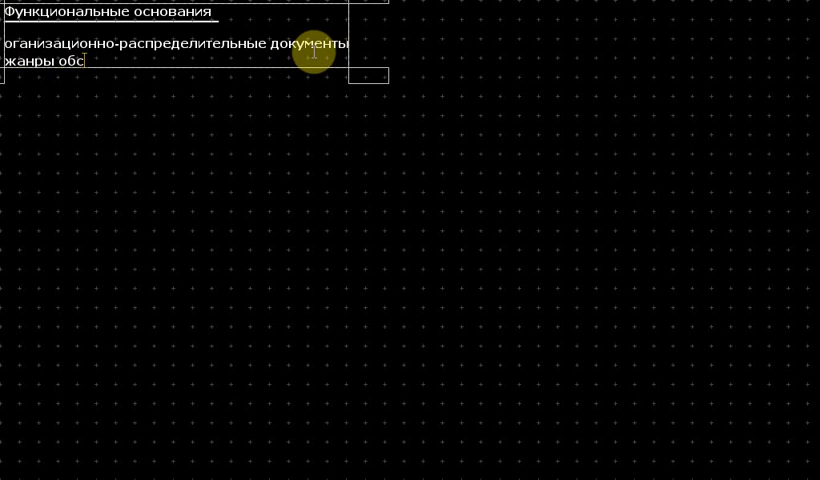 Функциональные основания
оганизационно-распределительные документы
жанры обс